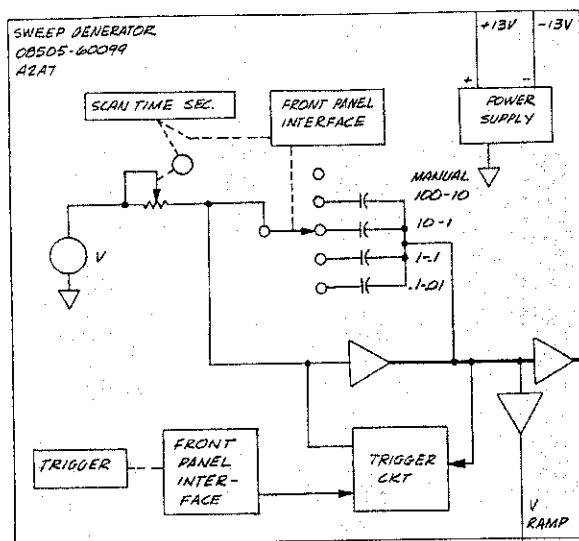 SWEEP GENERATOR
08505-60099
A2A7
SCAN TIME SEC.
FRONT PANEL
INTERFACE
+13V
-13V
+
-
POWER
SUPPLY
MANUAL
100-10
10-1
1-.1
.1-.01
V
TRIGGER
FRONT
PANEL
INTER-
FACE
TRIGGER
CKT
V
RAMP